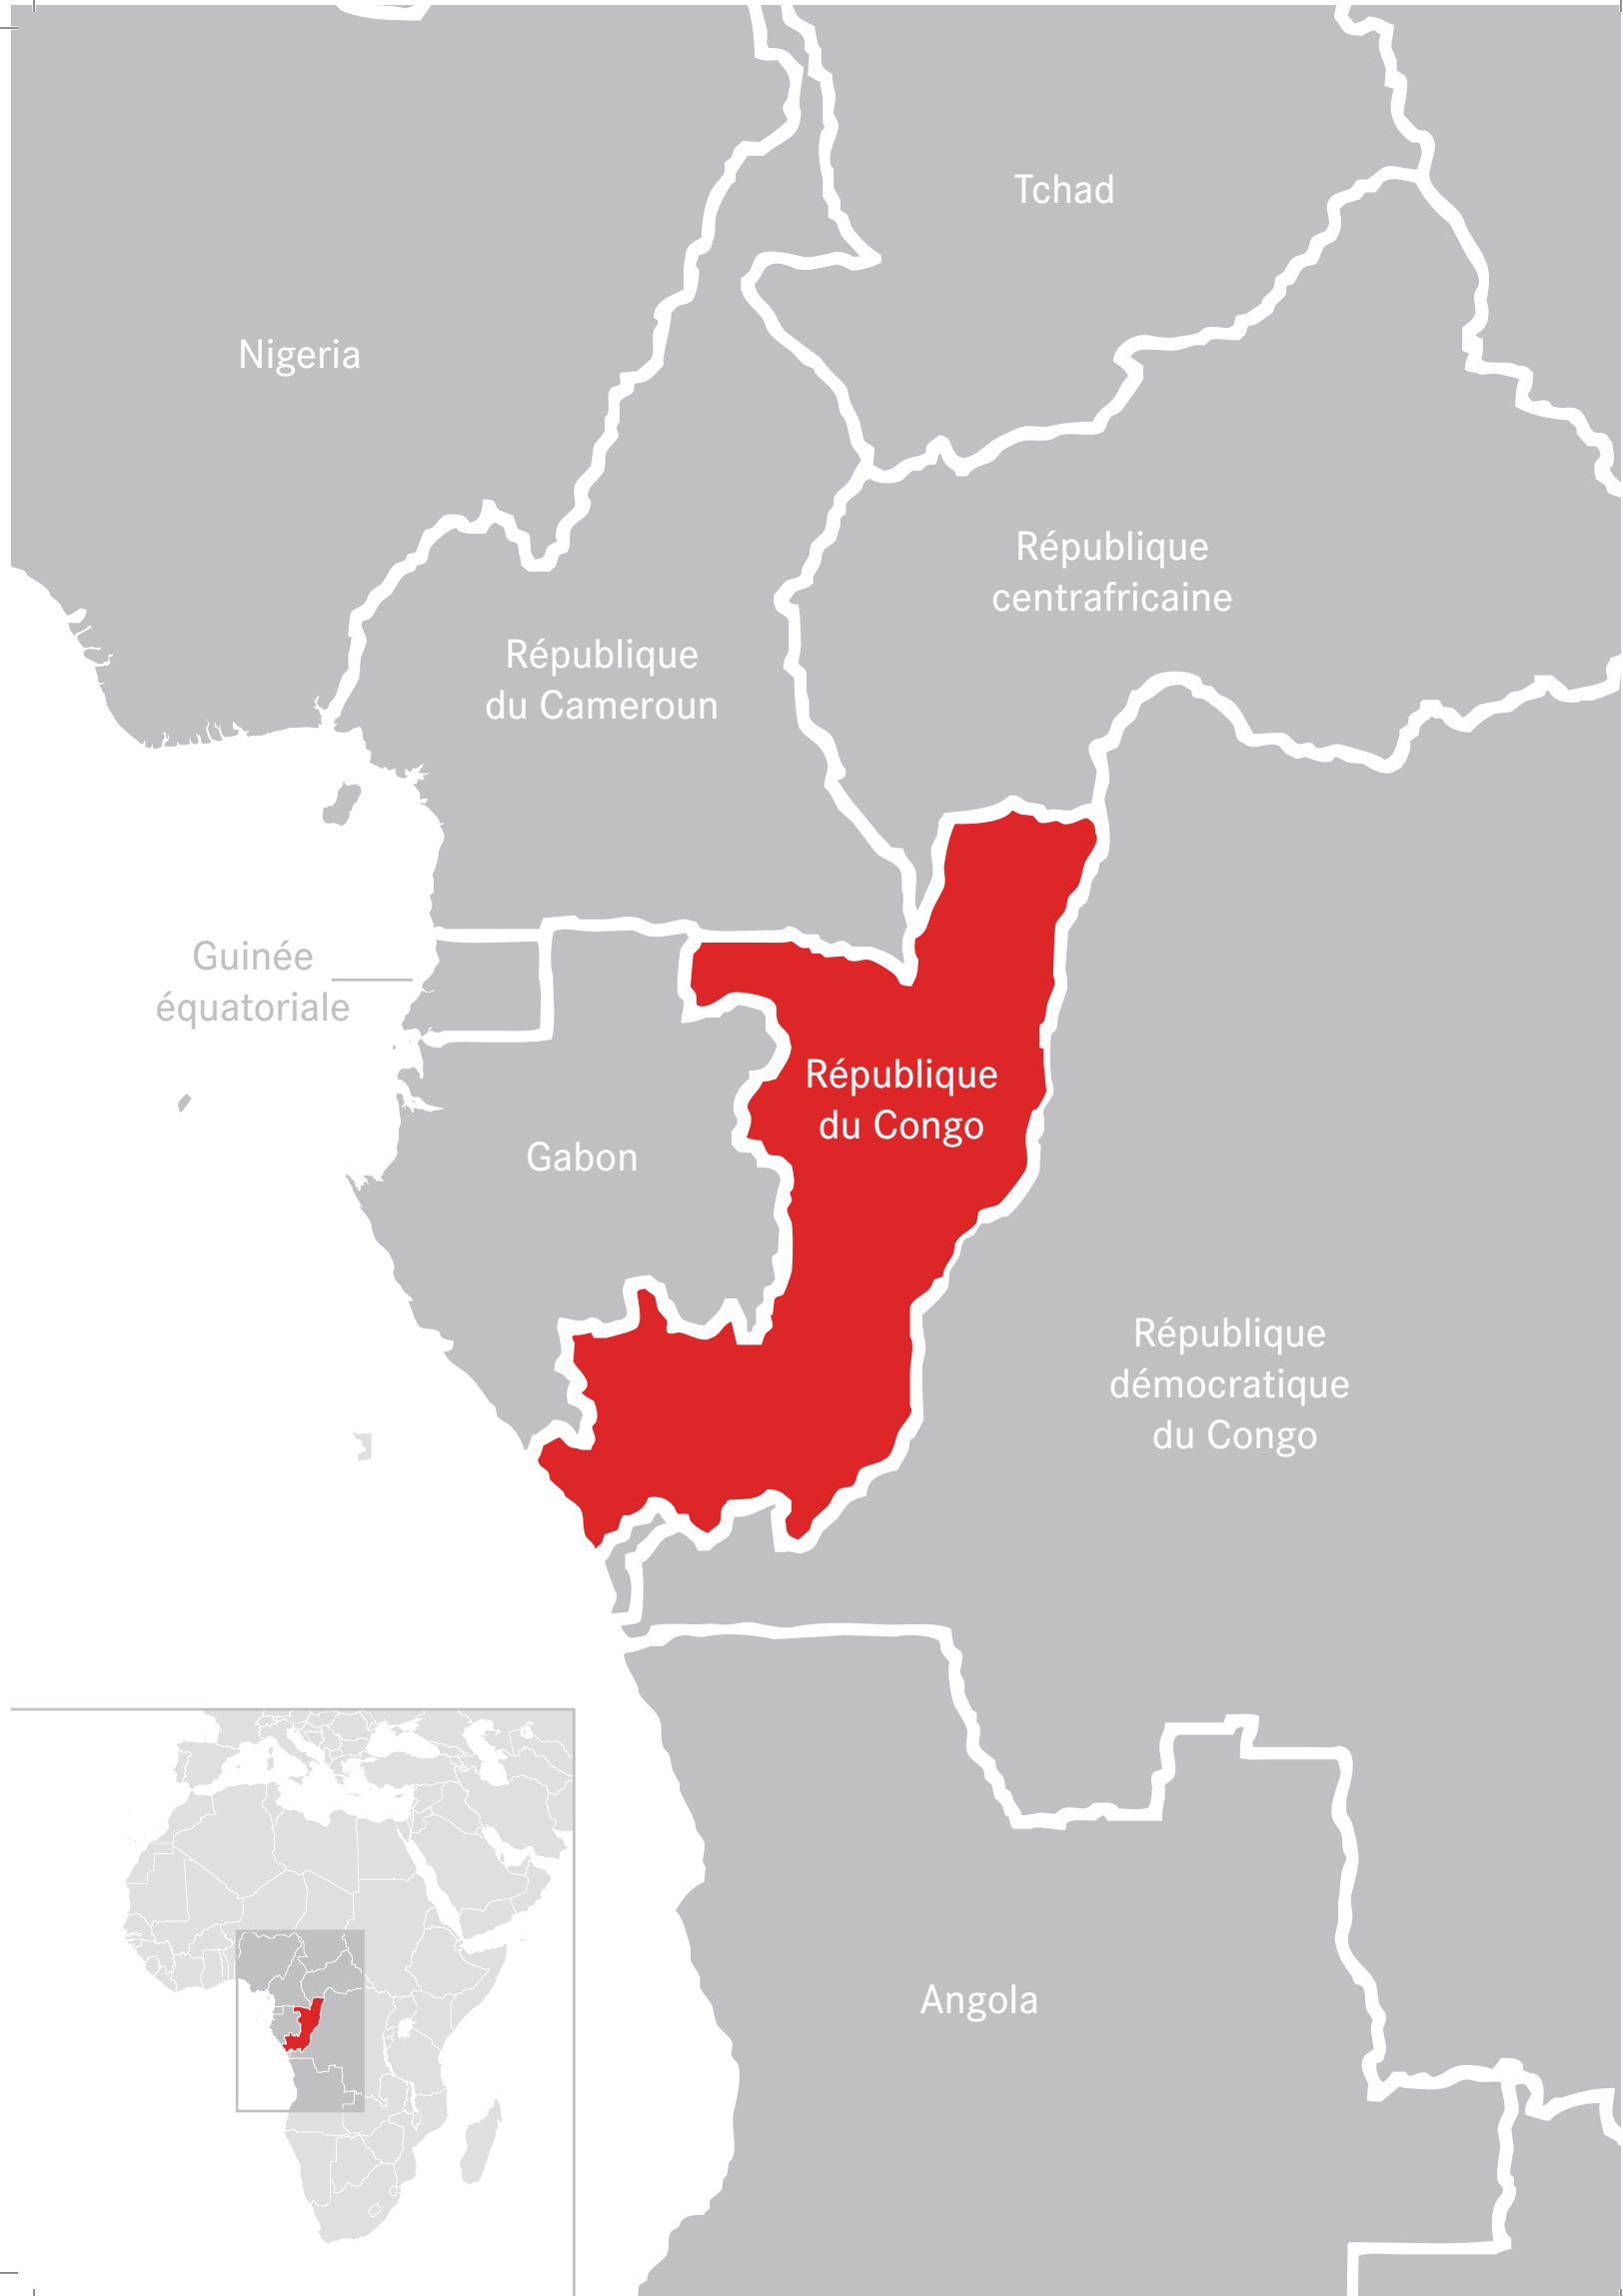 Tchad
Nigeria
République
centrafricaine
République
du Cameroun
Guinée
équatoriale
République
du Congo
Gabon
République
démocratique
du Congo
Angola